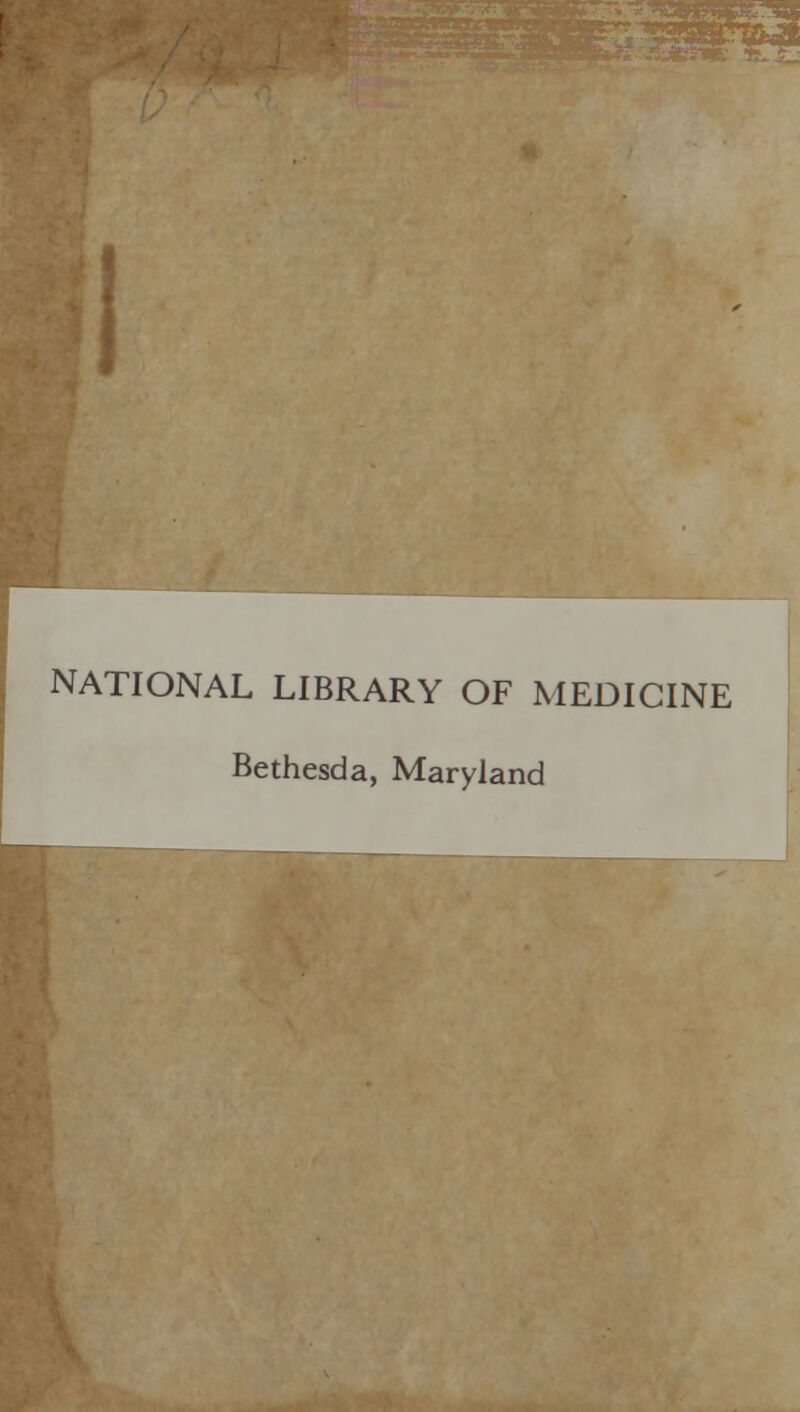 NATIONAL LIBRARY OF MEDICINE
Bethesda, Maryland